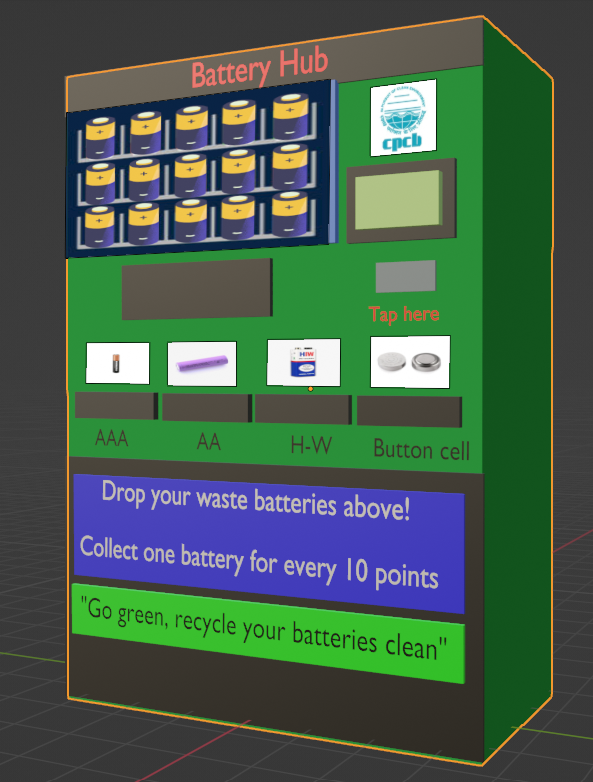 Battery Hub
cpcb
Tap here
HIW
AAA
AA
H-W
Button cell
Drop your waste batteries above!
Collect one battery for every 10 points
"Go green, recycle your batteries clean"